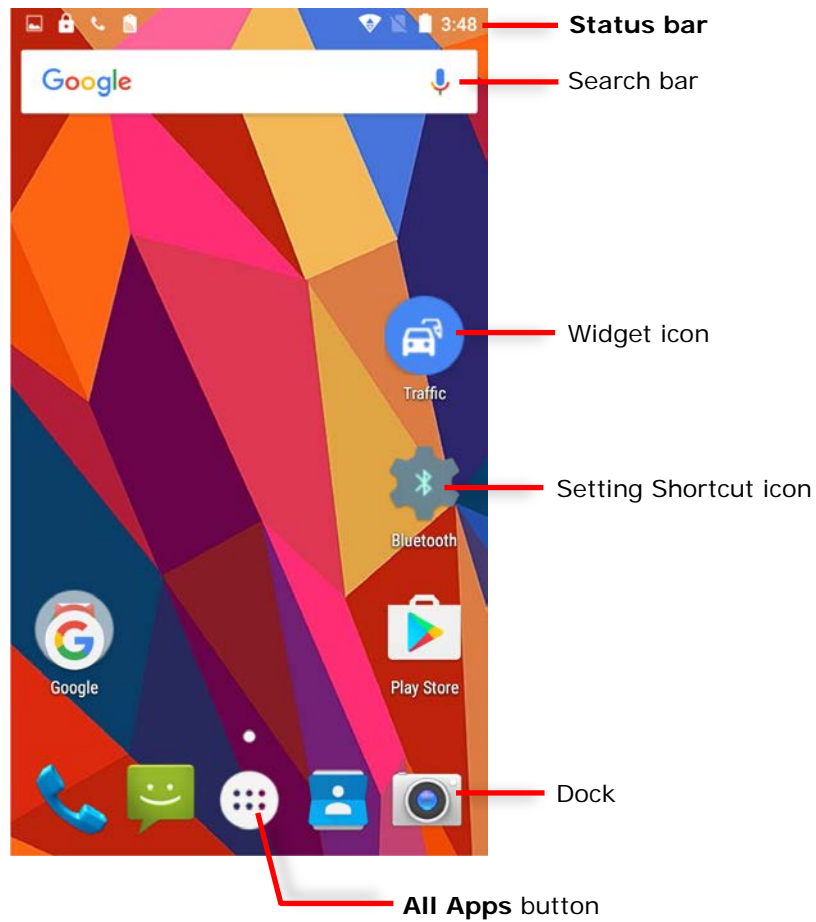 3:48
Status bar
Google
Search bar
Widget icon
Traffic
Setting Shortcut icon
Bluetooth
Google
Play Store
Dock
All Apps button